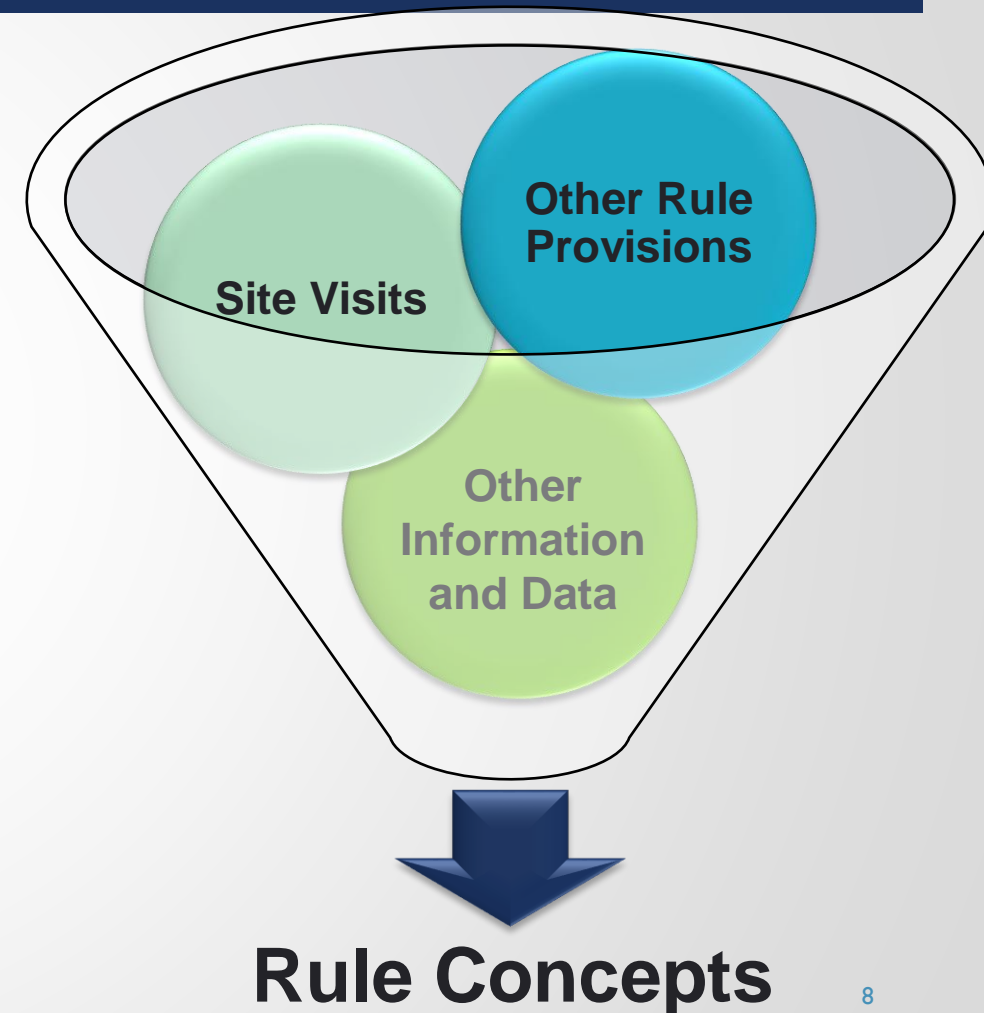 Other Rule
Provisions
Site Visits
Other
Information
and Data
Rule Concepts
8